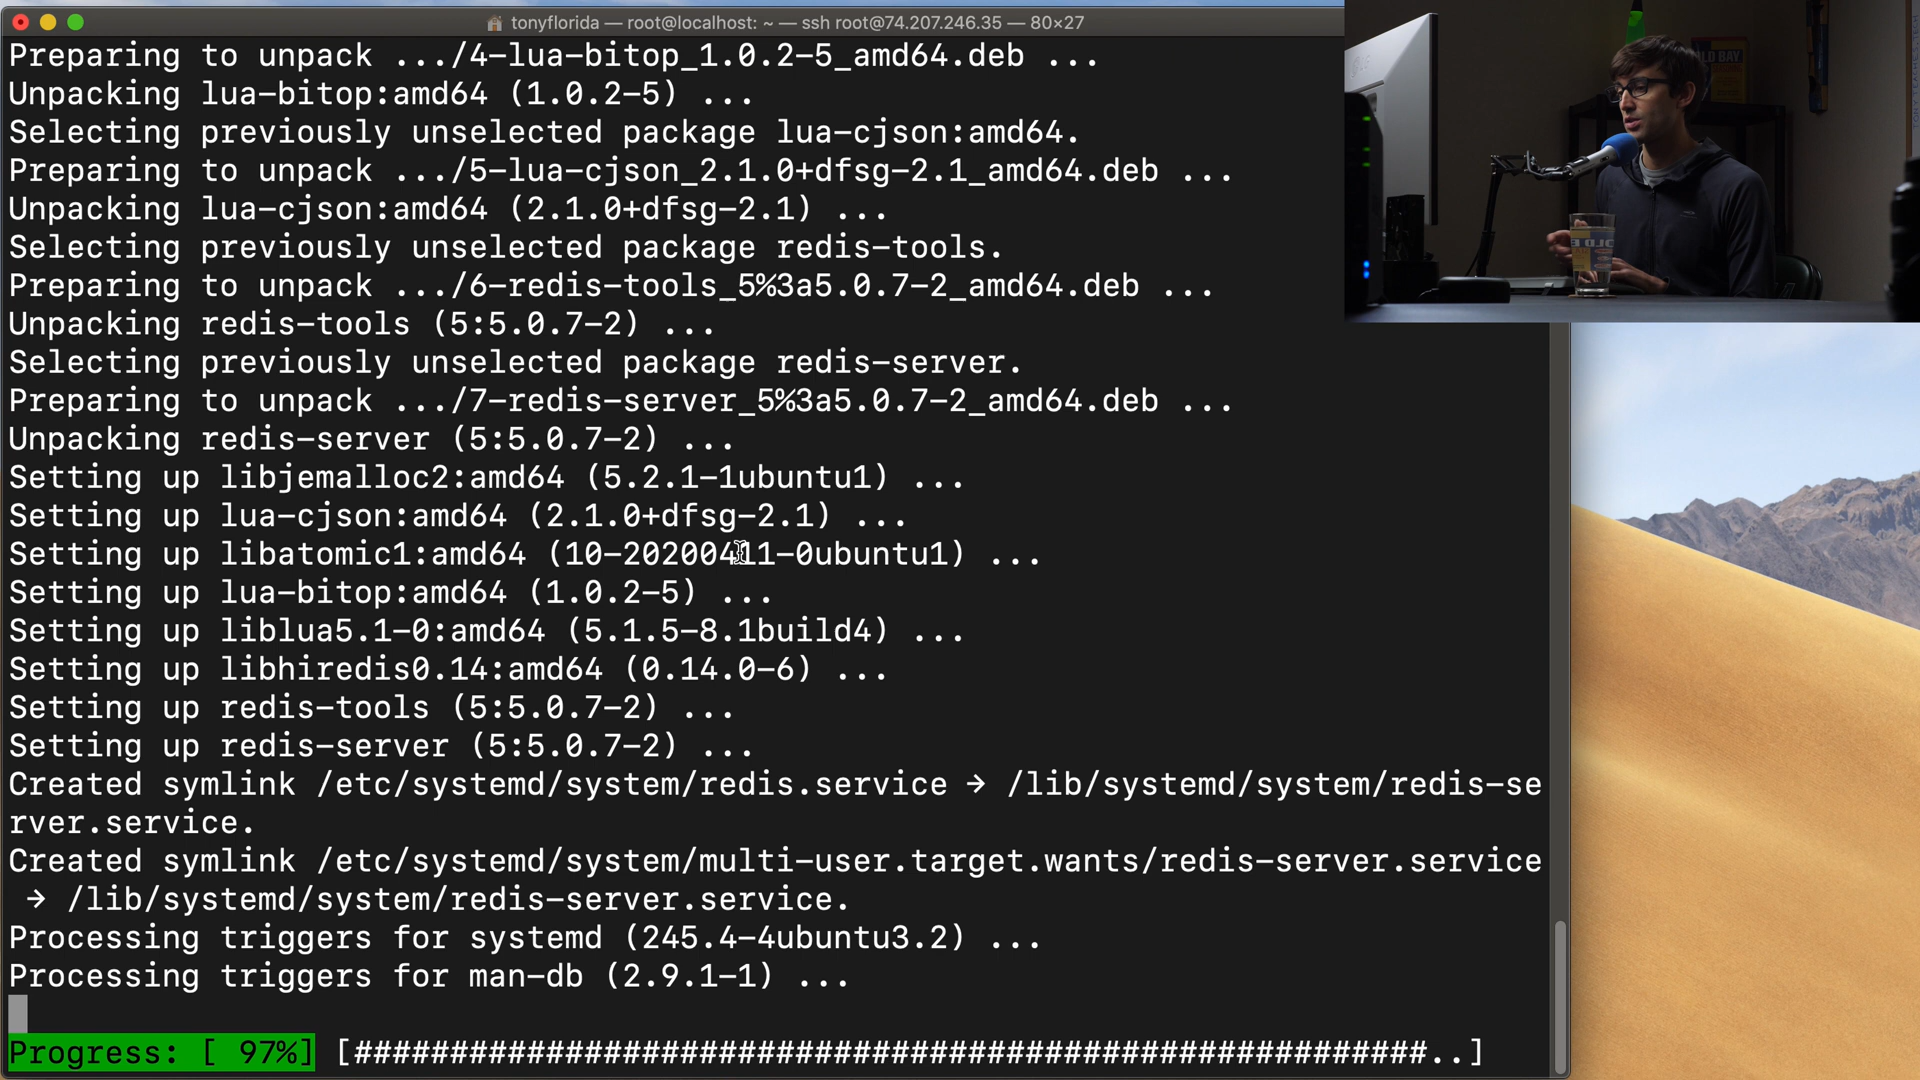 tonyflorida — root@localhost: ~ — ssh root@74.207.246.35 — 80×27
Preparing to unpack .../4-lua-bitop_1.0.2-5_amd64.deb ...
Unpacking lua-bitop:amd64 (1.0.2-5) ...
Selecting previously unselected package lua-cjson:amd64.
Preparing to unpack .../5-lua-cjson_2.1.0+dfsg-2.1_amd64.deb ...
Unpacking lua-cjson:amd64 (2.1.0+dfsg-2.1) ...
Selecting previously unselected package redis-tools.
Preparing to unpack .../6-redis-tools_5%3a5.0.7-2_amd64.deb ...
Unpacking redis-tools (5:5.0.7-2) ...
Selecting previously unselected package redis-server.
Preparing to unpack .../7-redis-server_5%3a5.0.7-2_amd64.deb ...
Unpacking redis-server (5:5.0.7-2) ...
Setting up libjemalloc2:amd64 (5.2.1-1ubuntu1) ...
Setting up lua-cjson:amd64 (2.1.0+dfsg-2.1) ...
Setting up libatomic1:amd64 (10-20200411-0ubuntu1) ...
Setting up lua-bitop:amd64 (1.0.2-5) ...
Setting up liblua5.1-0:amd64 (5.1.5-8.1build4) ...
Setting up libhiredis0.14:amd64 (0.14.0-6) ...
Setting up redis-tools (5:5.0.7-2) ...
Setting up redis-server (5:5.0.7-2) ...
Created symlink /etc/systemd/system/redis.service → /lib/systemd/system/redis-se
rver.service.
Created symlink /etc/systemd/system/multi-user.target.wants/redis-server.service
→ /lib/systemd/system/redis-server.service.
Processing triggers for systemd (245.4-4ubuntu3.2) ...
Processing triggers for man-db (2.9.1-1) ...
Progress: [ 97%] [########################################################..]
OLD BAY